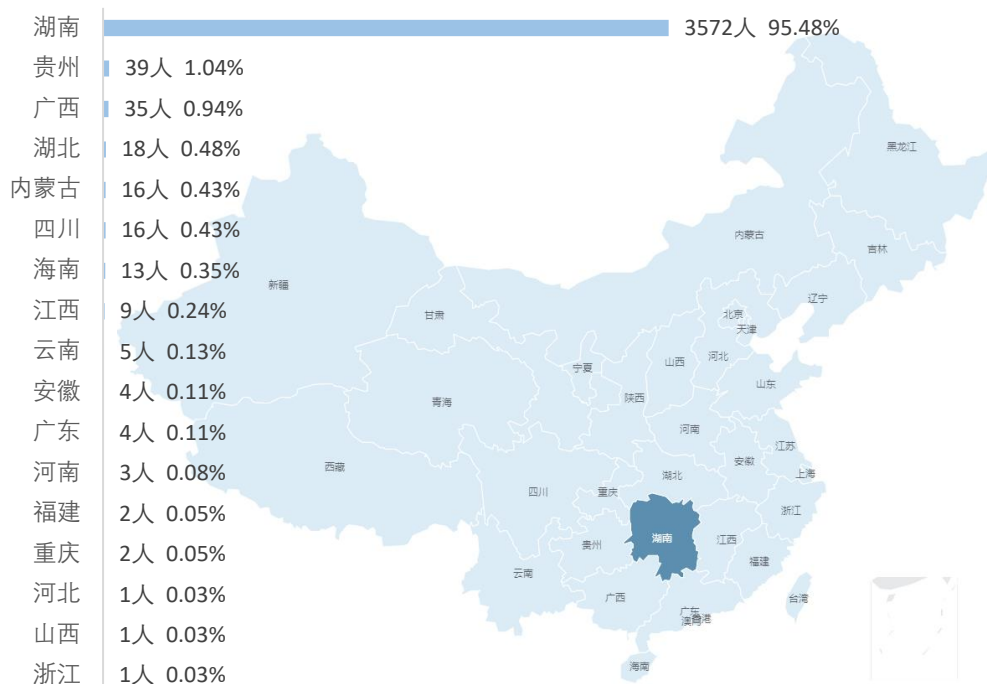 湖南 3572人 95.48%
贵州 39人 1.04%
广西 35人 0.94%
湖北 18人 0.48%
内蒙古 16人 0.43%
四川 16人 0.43%
海南 13人 0.35%
江西 9人 0.24%
云南 5人 0.13%
安徽 4人 0.11%
广东 4人 0.11%
河南 3人 0.08%
福建 2人 0.05%
重庆 2人 0.05%
河北 1人 0.03%
山西 1人 0.03%
浙江 1人 0.03%
黑龙江
内蒙古
吉林
新疆
辽宁
甘肃
北京
天津
山西
河北
宁夏
山东
陕西
青海
河南
江苏
安徽
西藏
上海
湖北
四川
重庆
浙江
湖南
江西
贵州
福建
云南
广西
台湾
广东
香港
澳门
海南